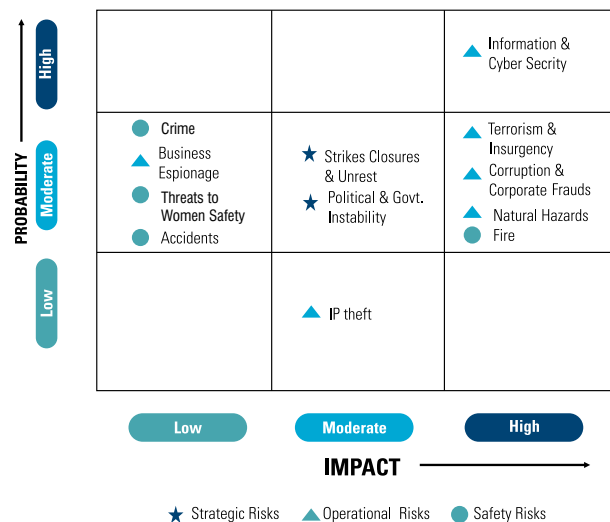 PROBABILITY
High
Moderate
Low
Information &
Cyber Secrity
Crime
Business
Espionage
Threats to
Women Safety
Accidents
Strikes Closures
& Unrest
Political & Govt.
Instability
Terrorism &
Insurgency
Corruption &
Corporate Frauds
Natural Hazards
Fire
IP theft
Low
Moderate
High
IMPACT
Strategic Risks
Operational Risks
Safety Risks